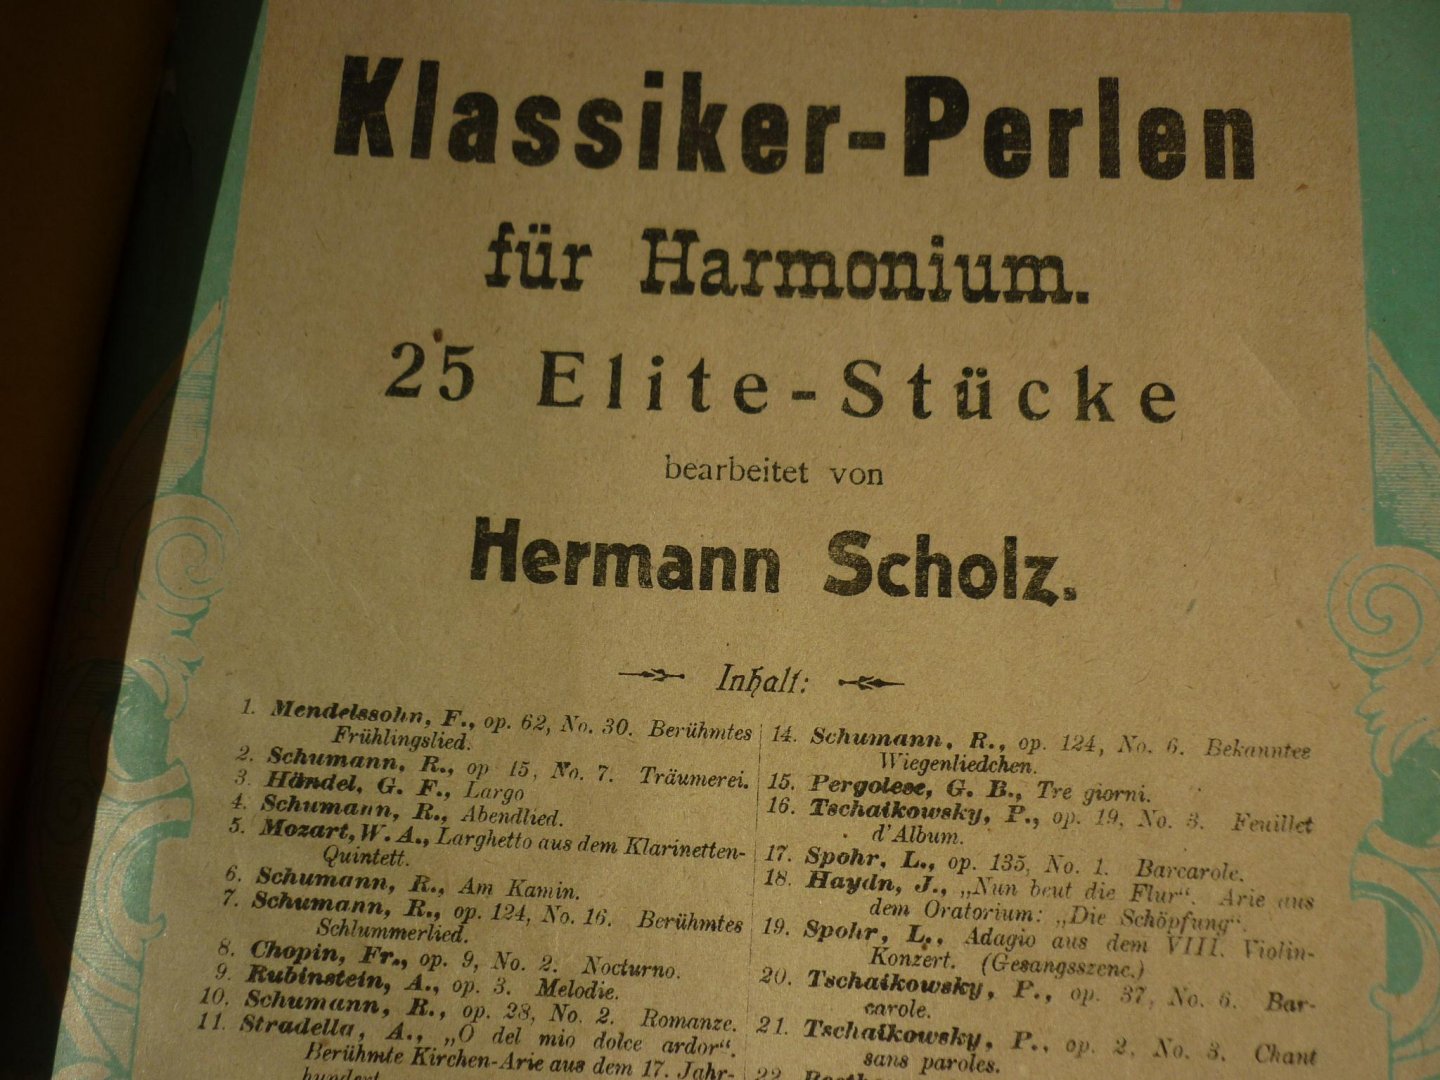 Klassiker-Perlen
für Harmonium.
25 Elite-Stücke
bearbeitet von
Hermann Scholz.
Inhalt:
1. Mendelssohn, F., op. 62, No. 30. Berühmtes
Frühlingslied.
2. Schumann, R., op 15, No. 7. Träumerei.
3. Händel, G. F., Largo
4. Schumann, R., Abendlied.
5. Mozart, W. A., Larghetto aus dem Klarinetten-
Quintett.
6. Schumann, R., Am Kamin.
7. Schumann, R., op. 124, No. 16. Berühmtes
Schlummerlied.
8. Chopin, Fr., op. 9, No. 2. Nocturno.
9. Rubinstein, A., op. 3. Melodie.
10. Schumann, R., op. 28, No. 2. Romanze.
11. Stradella, A., „O del mio dolce ardor“.
Berühmte Kirchen-Arie aus dem 17. Jahr-
hundert.
14. Schumann, R., op. 124, No. 6. Bekanntes
Wiegenliedchen.
15. Pergolese, G. B., Tre giorni.
16. Tschaikowsky, P., op. 19, No. 3. Feuillet
d'Album.
17. Spohr, L., op. 135, No. 1. Barcarole.
18. Haydn, J., „Nun beut die Flur“. Arie aus
dem Oratorium: „Die Schöpfung“.
19. Spohr, L., Adagio aus dem VIII. Violin-
Konzert. (Gesangsszene.)
20. Tschaikowsky, P., op. 37, No. 6. Bar-
carole.
21. Tschaikowsky, P., op. 2, No. 3. Chant
sans paroles.
22.